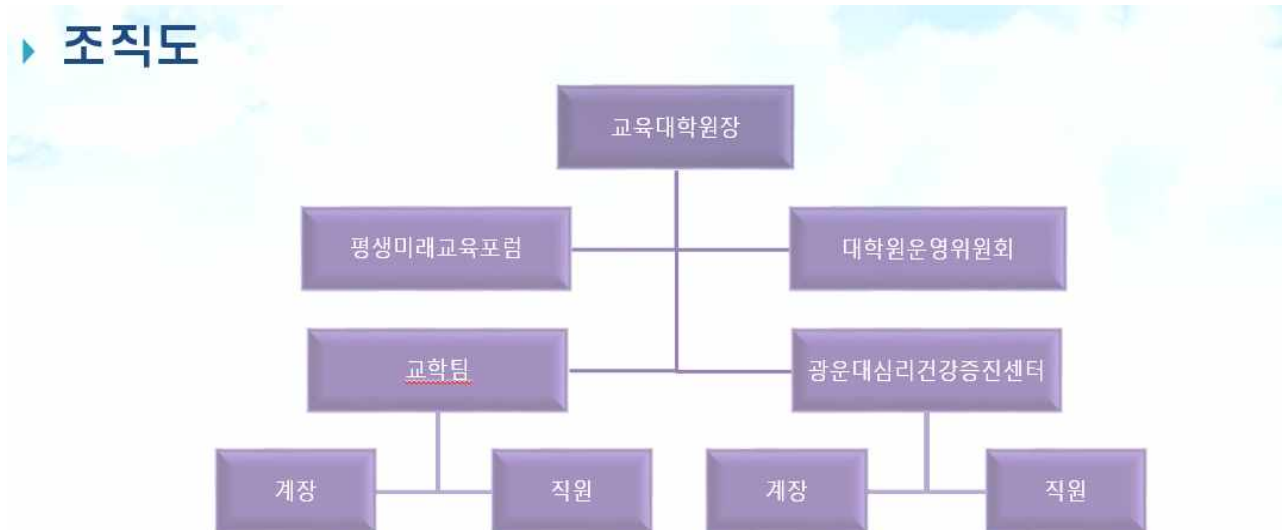 조직도
교육대학원장
평생미래교육포럼
대학원운영위원회
교학팀
광운대심리건강증진센터
계장
직원
계장
직원